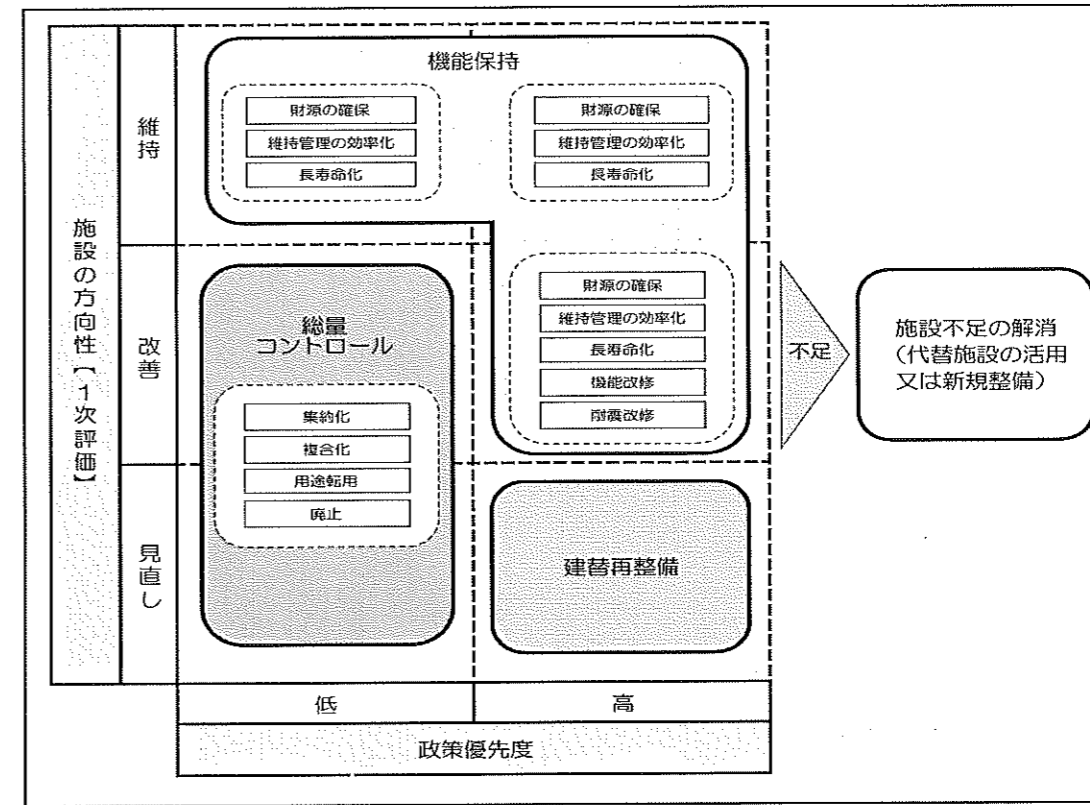 施設の方向性【1次評価】
維持
改善
見直し
機能保持
財源の確保
維持管理の効率化
長寿命化
財源の確保
維持管理の効率化
長寿命化
総量
コントロール
集約化
複合化
用途転用
廃止
財源の確保
維持管理の効率化
長寿命化
機能改修
耐震改修
建替再整備
不足
施設不足の解消
(代替施設の活用
又は新規整備)
低
高
政策優先度